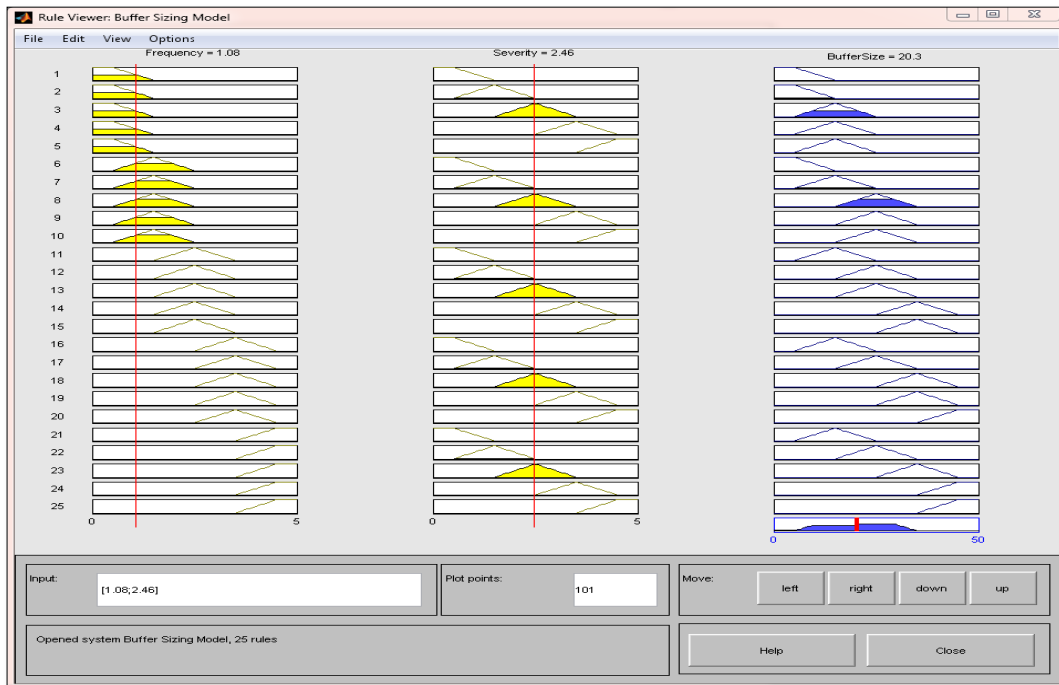 Rule Viewer: Buffer Sizing Model
File Edit View Options
Frequency = 1.08
Severity = 2.46
BufferSize = 20.3
1
2
3
4
5
6
7
8
9
10
11
12
13
14
15
16
17
18
19
20
21
22
23
24
25
0 5
0 5
0 50
Input:
[1.08;2.46]
Plot points:
101
Move:
left right down up
Opened system Buffer Sizing Model, 25 rules
Help Close